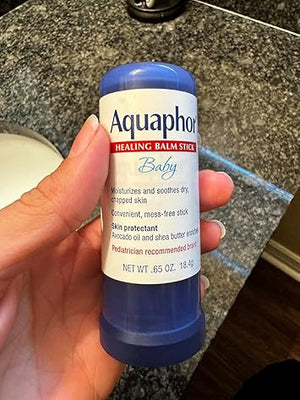 Aquaphor
HEALING BALM STICK
Baby
Moisturizes and soothes dry,
chapped skin
Convenient, mess-free stick
Skin protectant
Avocado oil and shea butter
Pediatrician recommended brand
NET WT .65 OZ. 18.4g